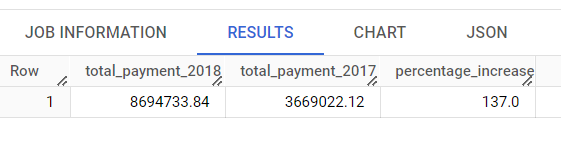 JOB INFORMATION RESULTS CHART JSON
Row total_payment_2018 total_payment_2017 percentage_increase
1 8694733.84 3669022.12 137.0